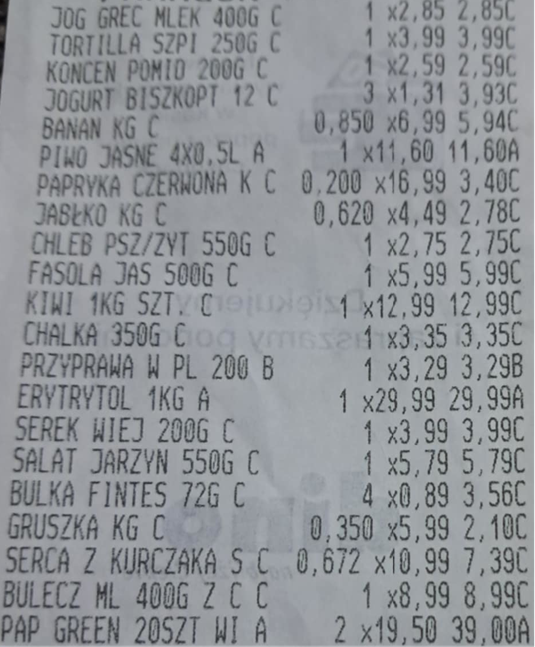 JOG GREC MLEK 400G C 1 x2,85 2,85C
TORTILLA SZPI 250G C 1 x3,99 3,99C
KONCEN POMID 200G C 1 x2,59 2,59C
JOGURT BISZKOPT 12 C 3 x1,31 3,93C
BANAN KG C 0,850 x6,99 5,94C
PIWO JASNE 4X0,5L A 1 x11,60 11,60A
PAPRYKA CZERWONA K C 0,200 x16,99 3,40C
JABŁKO KG C 0,620 x4,49 2,78C
CHLEB PSZ/ZYT 550G C 1 x2,75 2,75C
FASOLA JAS 500G C 1 x5,99 5,99C
KIWI 1KG SZT. C 1 x12,99 12,99C
CHALKA 350G C 1 x3,35 3,35C
PRZYPRAWA W PL 200 B 1 x3,29 3,29B
ERYTRYTOL 1KG A 1 x29,99 29,99A
SEREK WIEJ 200G C 1 x3,99 3,99C
SALAT JARZYN 550G C 1 x5,79 5,79C
BULKA FINTES 72G C 4 x0,89 3,56C
GRUSZKA KG C 0,350 x5,99 2,10C
SERCA Z KURCZAKA S C 0,672 x10,99 7,39C
BULECZ ML 400G Z C C 1 x8,99 8,99C
PAP GREEN 20SZT WI A 2 x19,50 39,00A